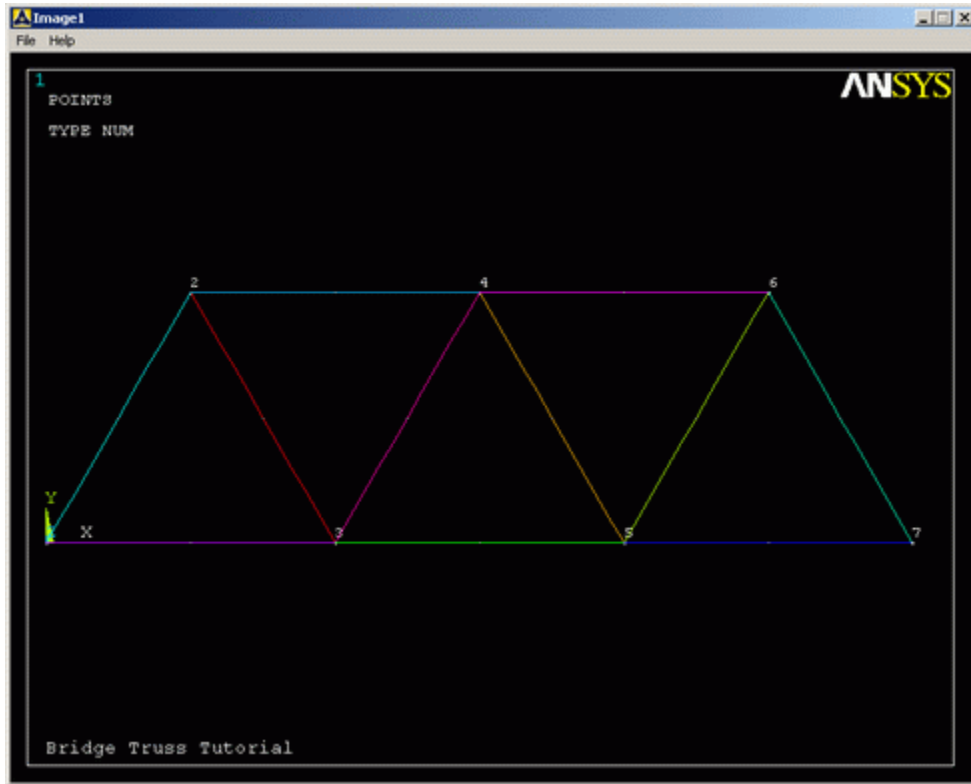 Image1
File Help
1
ANSYS
POINTS
TYPE NUM
2 4 6
Y
X 3 5 7
Bridge Truss Tutorial